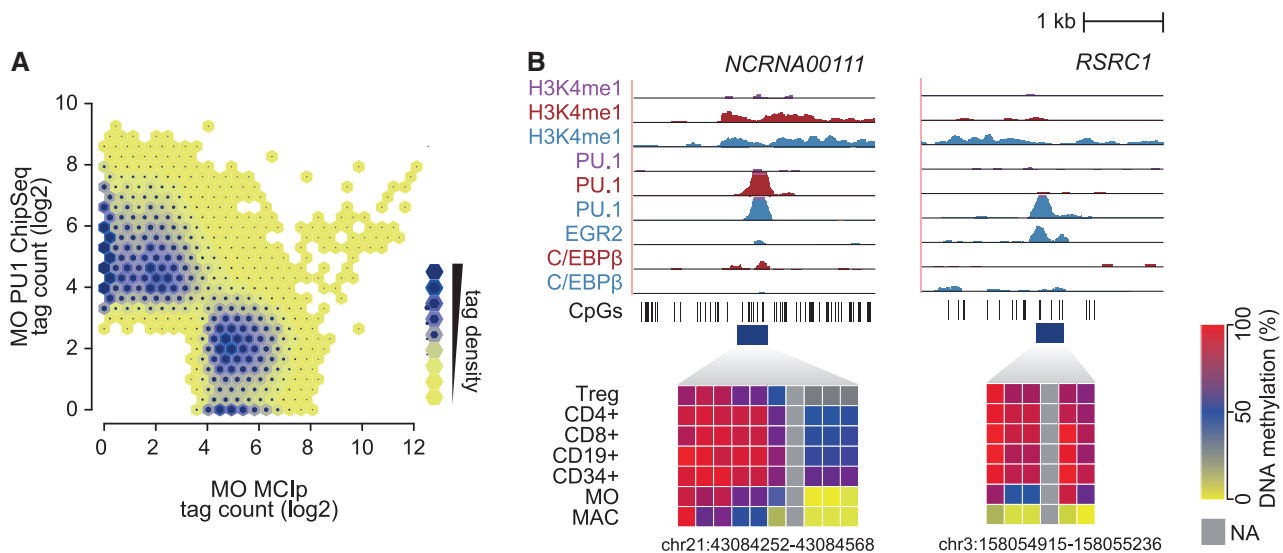 1 kb
A
B
NCRNA00111
RSRC1
H3K4me1
H3K4me1
H3K4me1
PU.1
PU.1
PU.1
EGR2
C/EBPβ
C/EBPβ
CpGs
10
8
6
4
2
0
MO PU1 ChipSeq
tag count (log2)
0 2 4 6 8 10 12
MO MCIp
tag count (log2)
tag density
Treg
CD4+
CD8+
CD19+
CD34+
MO
MAC
chr21:43084252-43084568
chr3:158054915-158055236
100
50
0
DNA methylation (%)
NA